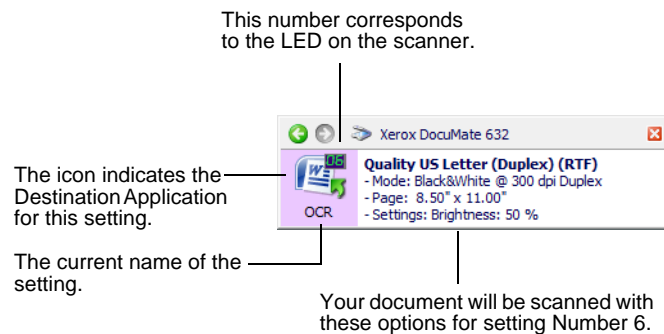 This number corresponds
to the LED on the scanner.
Xerox DocuMate 632
06
Quality US Letter (Duplex) (RTF)
- Mode: Black&White @ 300 dpi Duplex
- Page: 8.50" x 11.00"
- Settings: Brightness: 50 %
W
OCR
The icon indicates the
Destination Application
for this setting.
The current name of the
setting.
Your document will be scanned with
these options for setting Number 6.